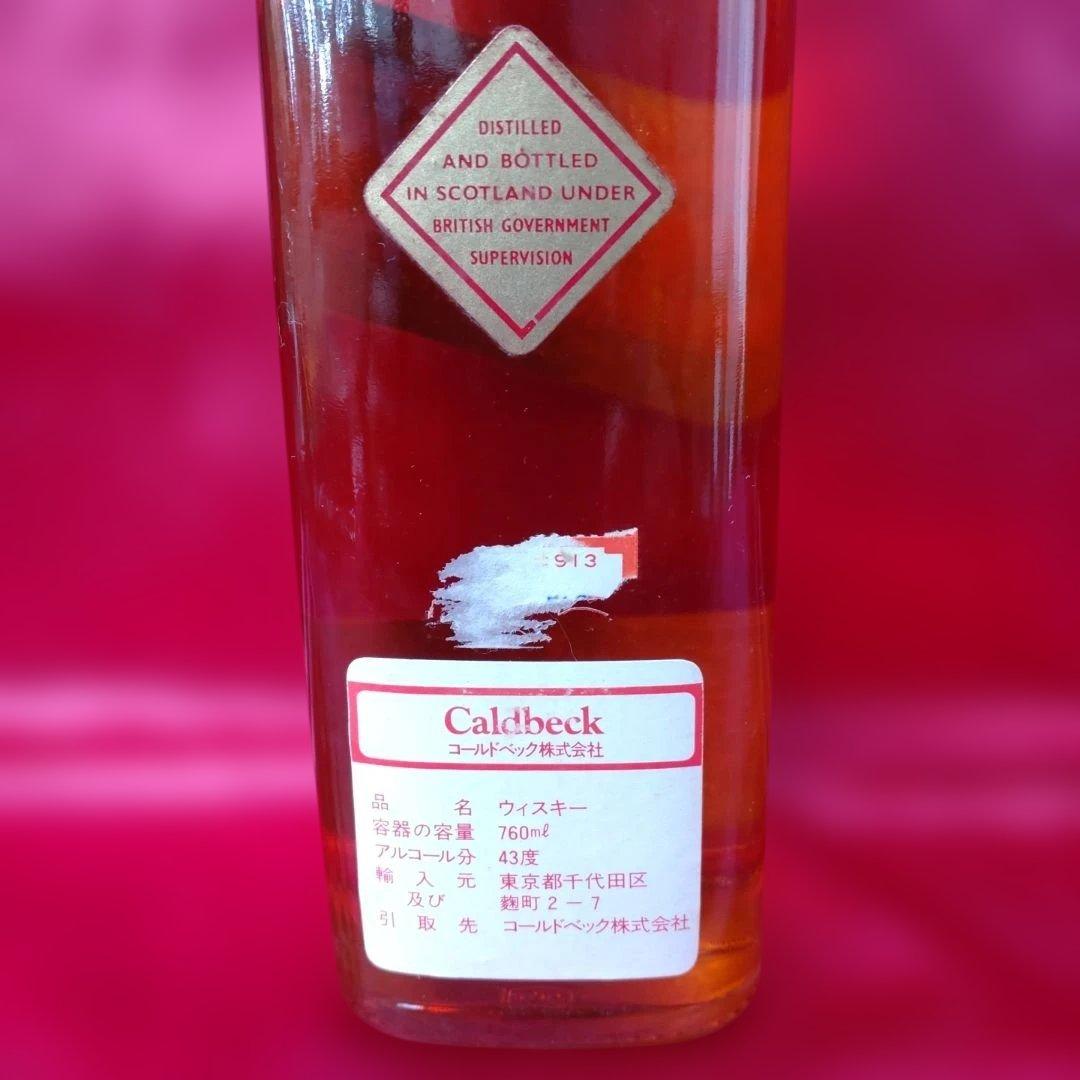 DISTILLED
AND BOTTLED
IN SCOTLAND UNDER
BRITISH GOVERNMENT
SUPERVISION
913
Caldbeck
コールドベック株式会社
品名 ウィスキー
容器の容量 760mℓ
アルコール分 43度
輸入元 東京都千代田区
及び 麹町2-7
引取先 コールドベック株式会社